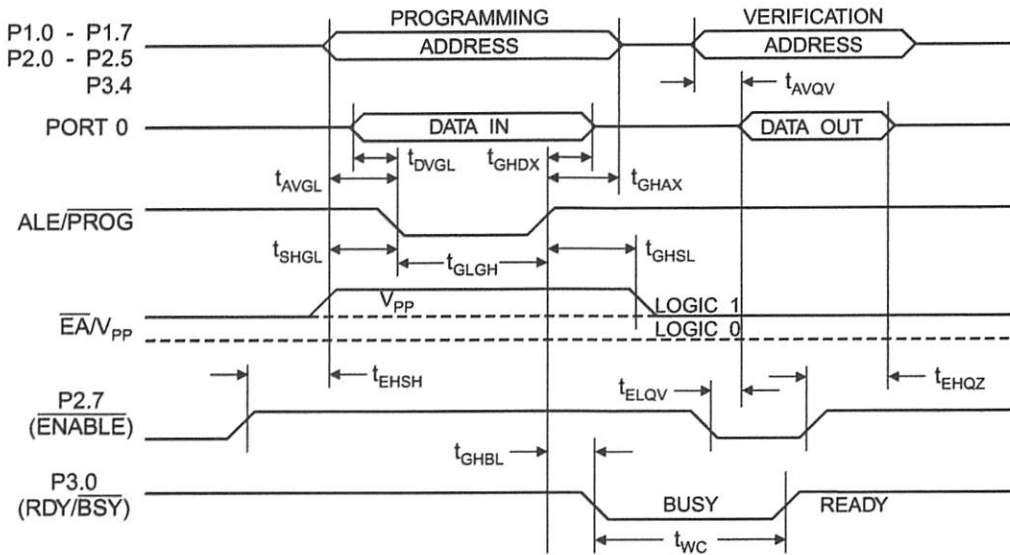 PROGRAMMING VERIFICATION
P1.0 - P1.7
P2.0 - P2.5
P3.4
ADDRESS ADDRESS
tAVQV
PORT 0 DATA IN DATA OUT
tDVGL tGHDX
tAVGL tGHAX
ALE/PROG
tSHGL tGLGH tGHSL
EA/VPP VPP LOGIC 1
LOGIC 0
tEHSH tELQV tEHQZ
P2.7
(ENABLE)
tGHBL
P3.0
(RDY/BSY) BUSY READY
tWC